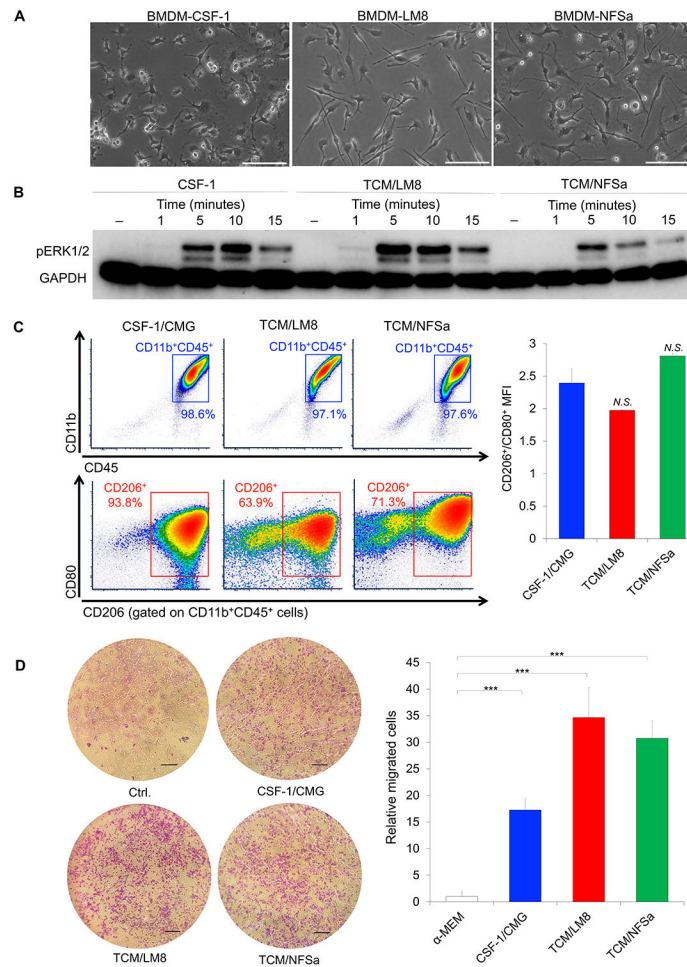 A
BMDM-CSF-1 BMDM-LM8 BMDM-NFSa
B
CSF-1 TCM/LM8 TCM/NFSa
Time (minutes) Time (minutes) Time (minutes)
– 1 5 10 15 – 1 5 10 15 – 1 5 10 15
pERK1/2
GAPDH
C
CSF-1/CMG TCM/LM8 TCM/NFSa
CD11b⁺CD45⁺ CD11b⁺CD45⁺ CD11b⁺CD45⁺
98.6% 97.1% 97.6%
CD11b
CD45
CD206⁺ CD206⁺ CD206⁺
93.8% 63.9% 71.3%
CD80
CD206 (gated on CD11b⁺CD45⁺ cells)
CD206⁺/CD80⁺ MFI
3
2.5
2
1.5
1
0.5
0
N.S. N.S.
CSF-1/CMG TCM/LM8 TCM/NFSa
D
Ctrl. CSF-1/CMG
TCM/LM8 TCM/NFSa
Relative migrated cells
45
40
35
30
25
20
15
10
5
0
***
***
***
α-MEM CSF-1/CMG TCM/LM8 TCM/NFSa